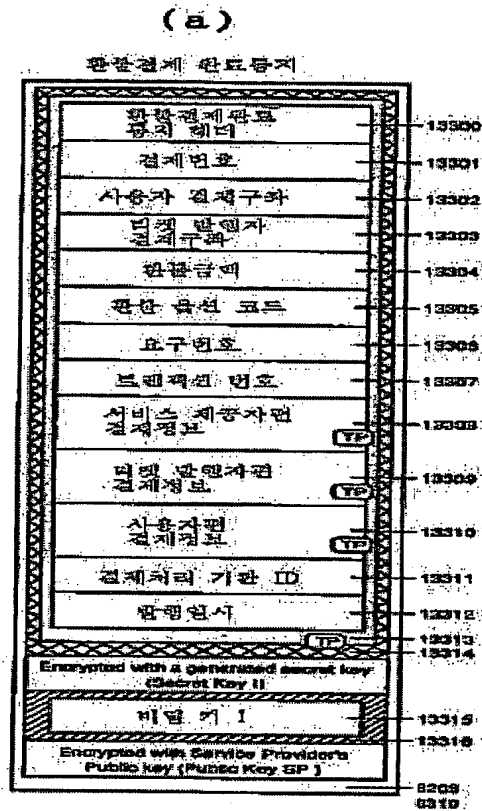 (a)
환불결제 완료통지
환불결제완료
통지 헤더
13300
결제번호
13301
사용자 결제구좌
13302
티켓 발행자
결제구좌
13303
환불금액
13304
환불 옵션 코드
13305
요구번호
13306
트랜잭션 번호
13307
서비스 제공자편
결제정보
13308
TP
티켓 발행자편
결제정보
13309
TP
사용자편
결제정보
13310
TP
결제처리 기관 ID
13311
발행일시
13312
TP
13313
13314
Encrypted with a generated secret key
(Secret Key I)
비밀 키 I
13315
13316
Encrypted with Service Provider's
Public key (Public Key SP )
8209
8319